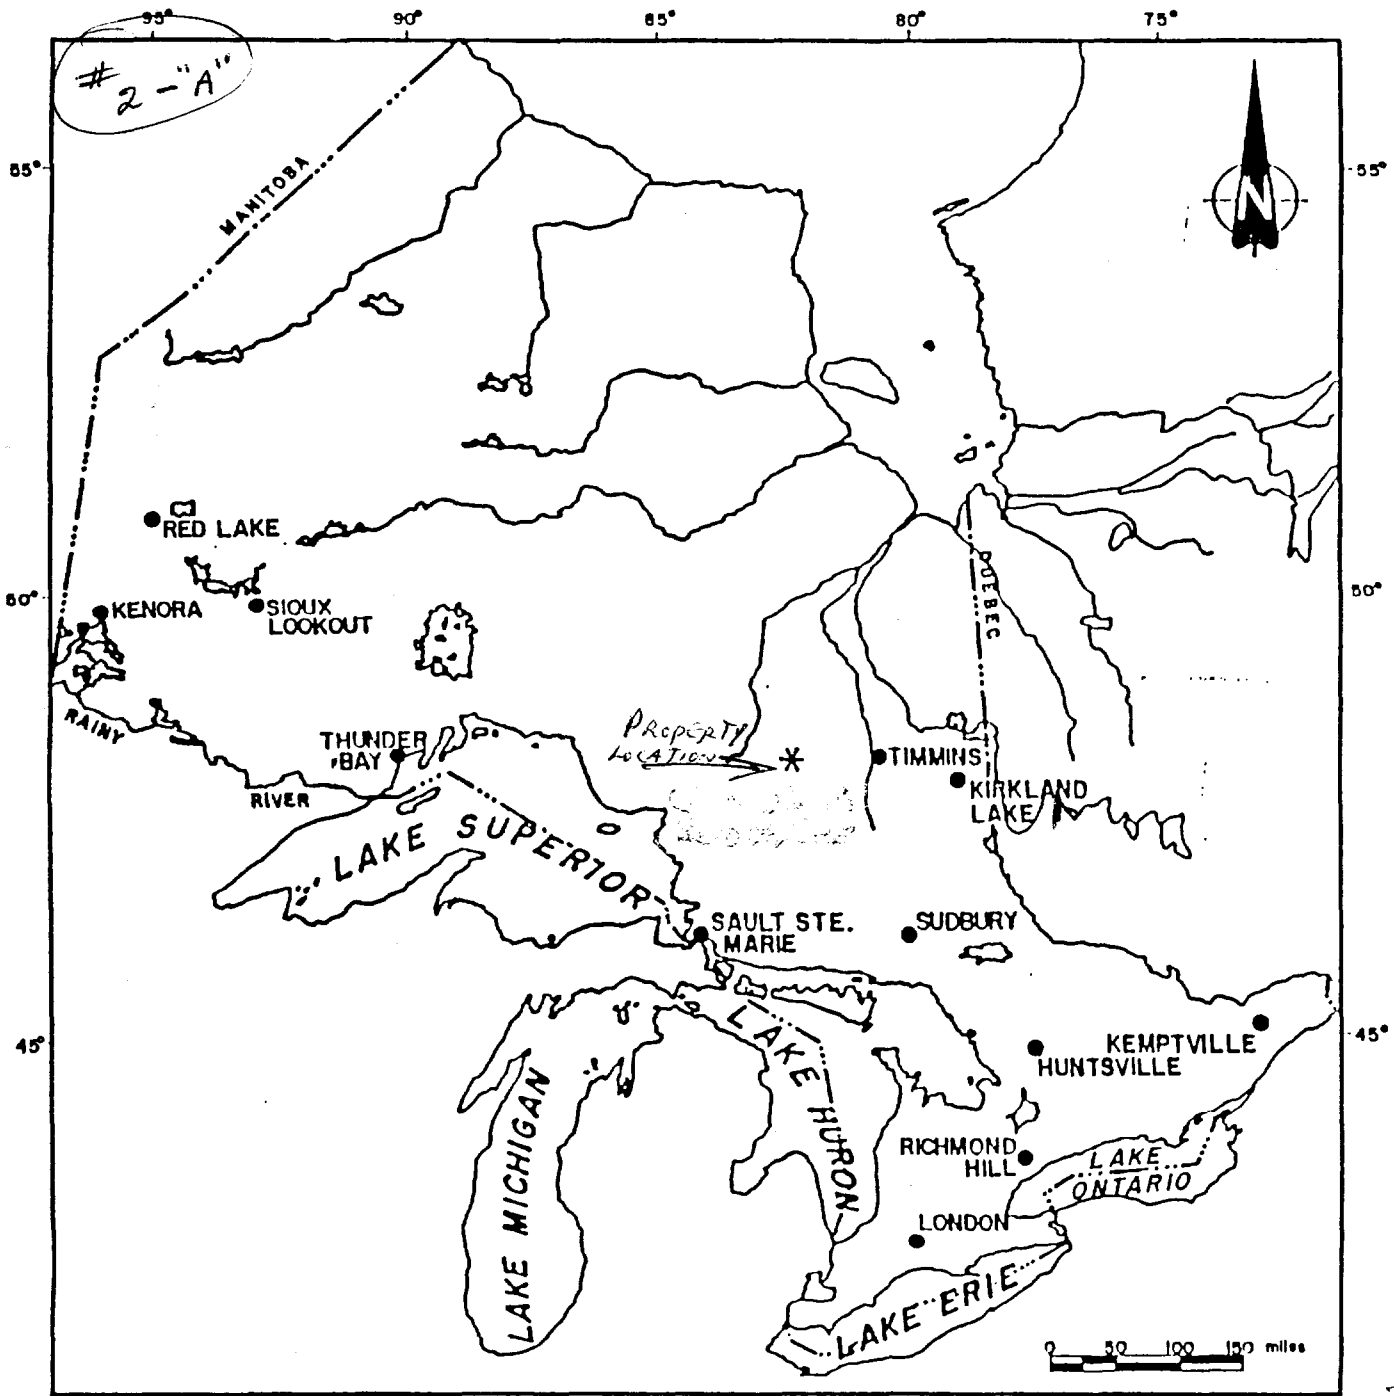 95° 90° 85° 80° 75°
# 2 - "A"
55° 55°
MANITOBA
N
RED LAKE
50° 50°
KENORA
SIOUX
LOOKOUT
QUEBEC
RAINY
RIVER
THUNDER
BAY
PROPERTY
LOCATION
TIMMINS
KIRKLAND
LAKE
LAKE SUPERIOR
SAULT STE.
MARIE
SUDBURY
45° 45°
KEMPTVILLE
HUNTSVILLE
LAKE HURON
LAKE MICHIGAN
RICHMOND
HILL
LAKE
ONTARIO
LONDON
LAKE ERIE
0 50 100 150 miles